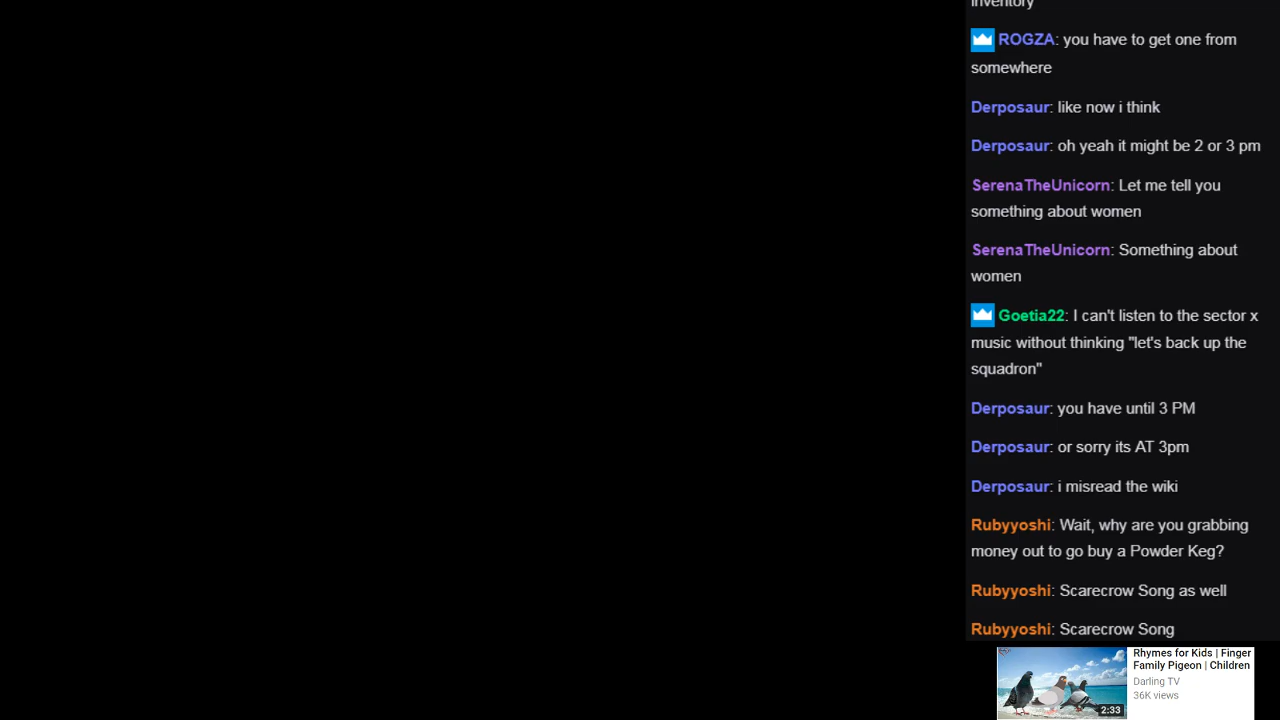 inventory
ROGZA: you have to get one from
somewhere
Derposaur: like now i think
Derposaur: oh yeah it might be 2 or 3 pm
SerenaTheUnicorn: Let me tell you
something about women
SerenaTheUnicorn: Something about
women
Goetia22: I can't listen to the sector x
music without thinking "let's back up the
squadron"
Derposaur: you have until 3 PM
Derposaur: or sorry its AT 3pm
Derposaur: i misread the wiki
Rubyyoshi: Wait, why are you grabbing
money out to go buy a Powder Keg?
Rubyyoshi: Scarecrow Song as well
Rubyyoshi: Scarecrow Song
Rhymes for Kids | Finger
Family Pigeon | Children
Darling TV
36K views
2:33